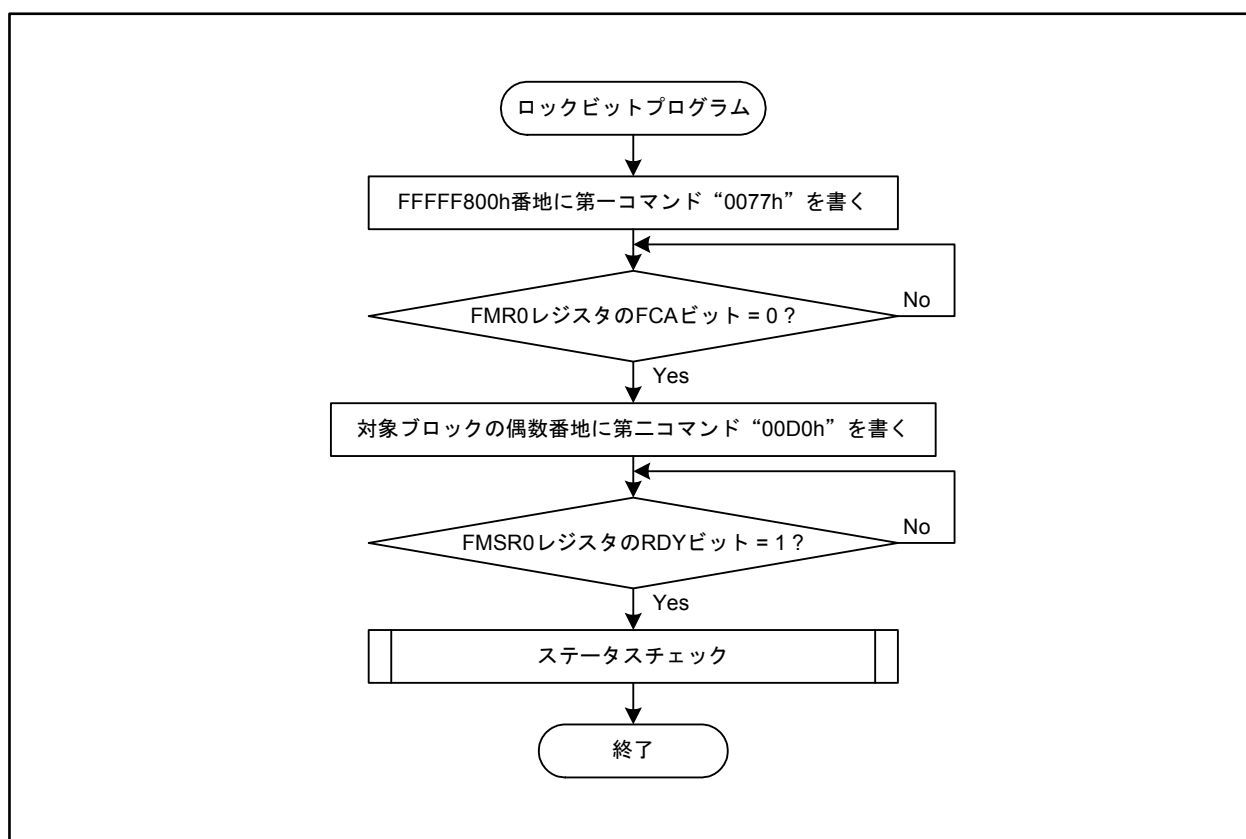 ロックビットプログラム
FFFFF800h番地に第一コマンド“0077h”を書く
No
FMR0レジスタのFCAビット = 0 ?
Yes
対象ブロックの偶数番地に第二コマンド“00D0h”を書く
No
FMSR0レジスタのRDYビット = 1 ?
Yes
ステータスチェック
終了